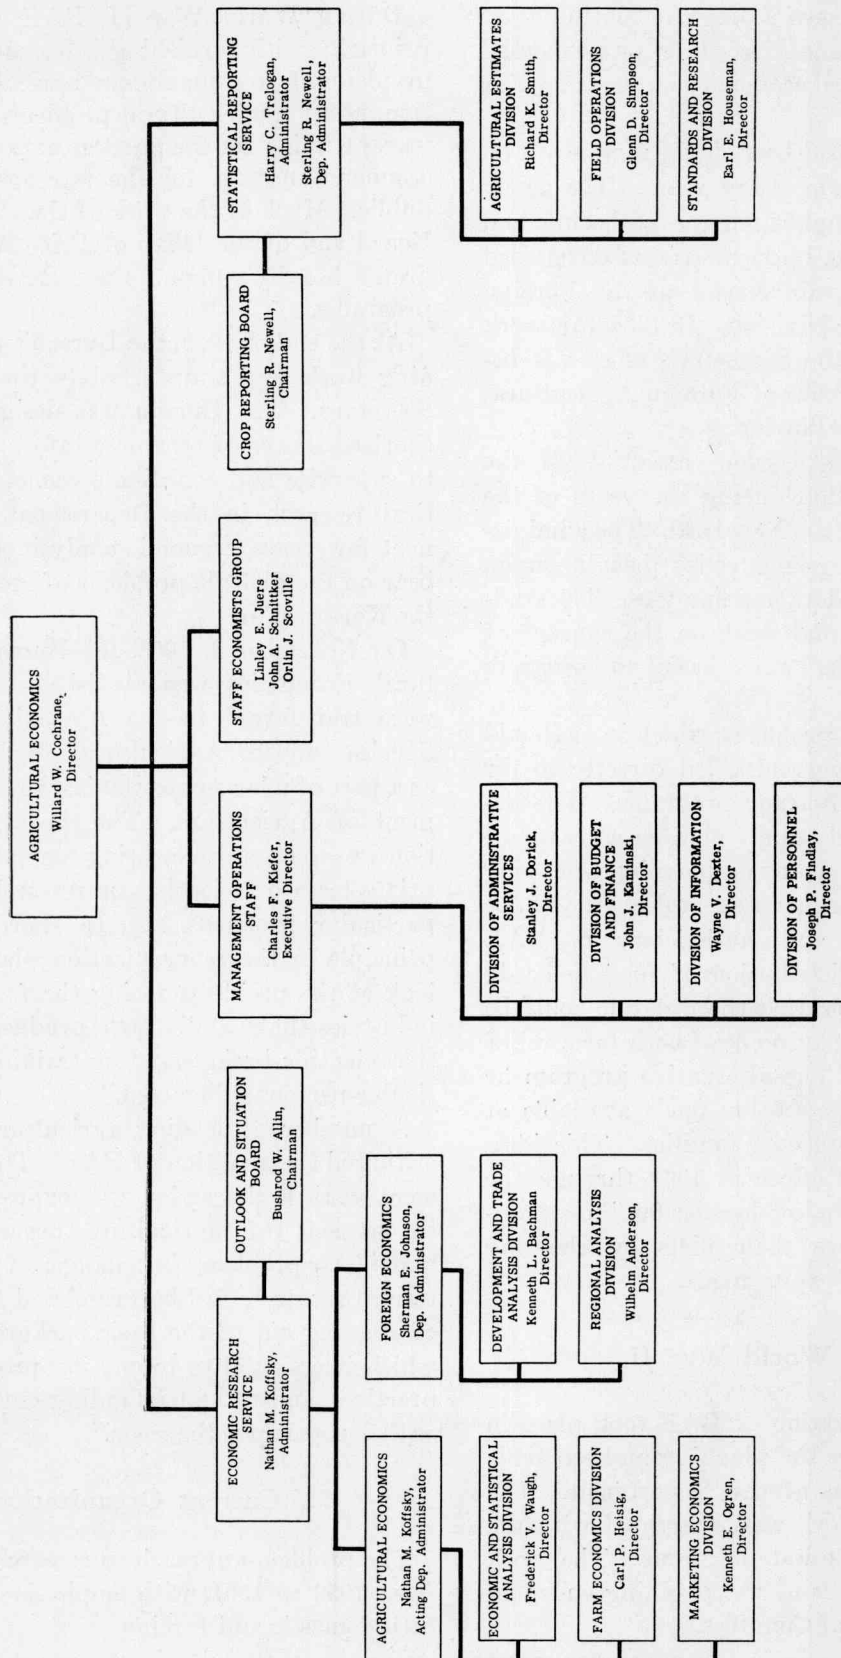 AGRICULTURAL ECONOMICS
Willard W. Cochrane,
Director
ECONOMIC RESEARCH
SERVICE
Nathan M. Koffsky,
Administrator
OUTLOOK AND SITUATION
BOARD
Bushrod W. Allin,
Chairman
MANAGEMENT OPERATIONS
STAFF
Charles F. Kiefer,
Executive Director
STAFF ECONOMISTS GROUP
Linley E. Juers
John A. Schnittker
Orlin J. Scoville
CROP REPORTING BOARD
Sterling R. Newell,
Chairman
STATISTICAL REPORTING
SERVICE
Harry C. Trelogan,
Administrator
Sterling R. Newell,
Dep. Administrator
AGRICULTURAL ECONOMICS
Nathan M. Koffsky,
Acting Dep. Administrator
FOREIGN ECONOMICS
Sherman E. Johnson,
Dep. Administrator
ECONOMIC AND STATISTICAL
ANALYSIS DIVISION
Frederick V. Waugh,
Director
FARM ECONOMICS DIVISION
Carl P. Heisig,
Director
MARKETING ECONOMICS
DIVISION
Kenneth E. Ogren,
Director
DEVELOPMENT AND TRADE
ANALYSIS DIVISION
Kenneth L. Bachman
Director
REGIONAL ANALYSIS
DIVISION
Wilhelm Anderson,
Director
DIVISION OF ADMINISTRATIVE
SERVICES
Stanley J. Dorick,
Director
DIVISION OF BUDGET
AND FINANCE
John J. Kaminski,
Director
DIVISION OF INFORMATION
Wayne V. Dexter,
Director
DIVISION OF PERSONNEL
Joseph P. Findlay,
Director
AGRICULTURAL ESTIMATES
DIVISION
Richard K. Smith,
Director
FIELD OPERATIONS
DIVISION
Glenn D. Simpson,
Director
STANDARDS AND RESEARCH
DIVISION
Earl E. Houseman,
Director